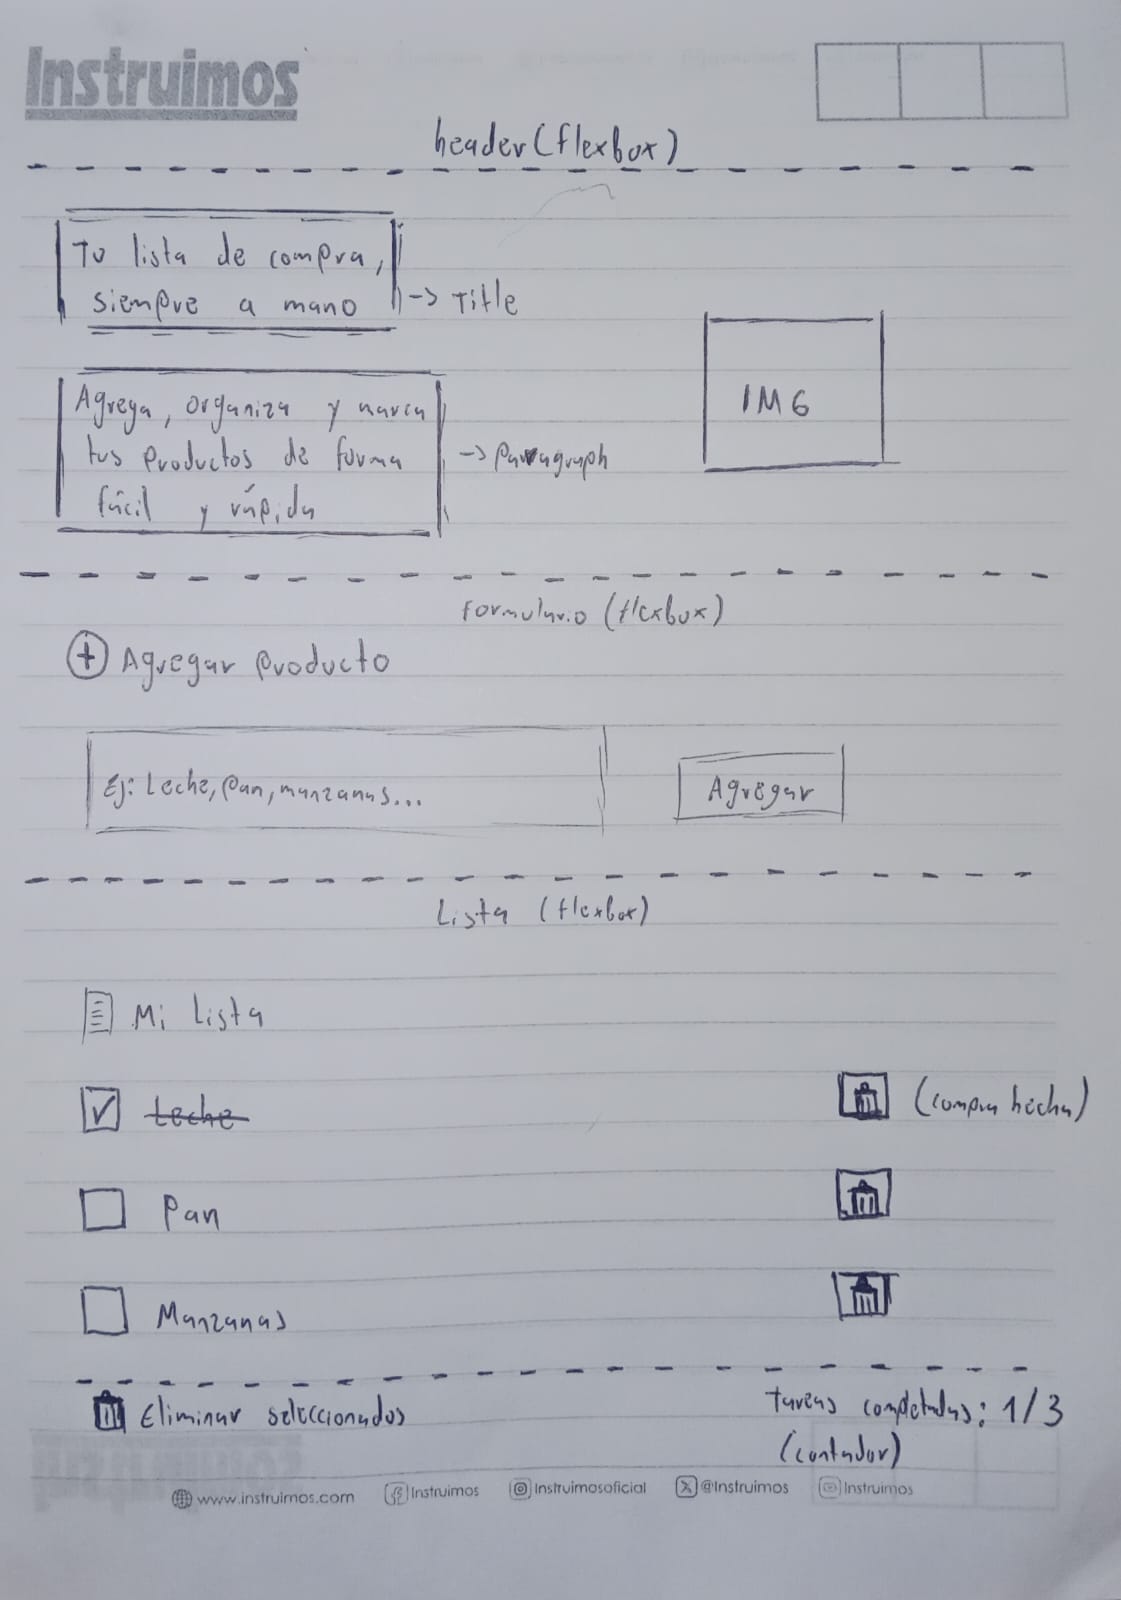 Instruimos
header (flexbox)
Tu lista de compra,
siempre a mano
-> Title
Agrega, organiza y marca
tus productos de forma
fácil y rápida
-> Paragraph
IMG
formulario (flexbox)
+ Agregar producto
Ej: Leche, pan, manzanas...
Agregar
Lista (flexbox)
Mi lista
Leche
(compra hecha)
Pan
Manzanas
Eliminar seleccionados
tareas completadas: 1/3
(contador)
www.instruimos.com Instruimos Instruimosoficial @Instruimos Instruimos